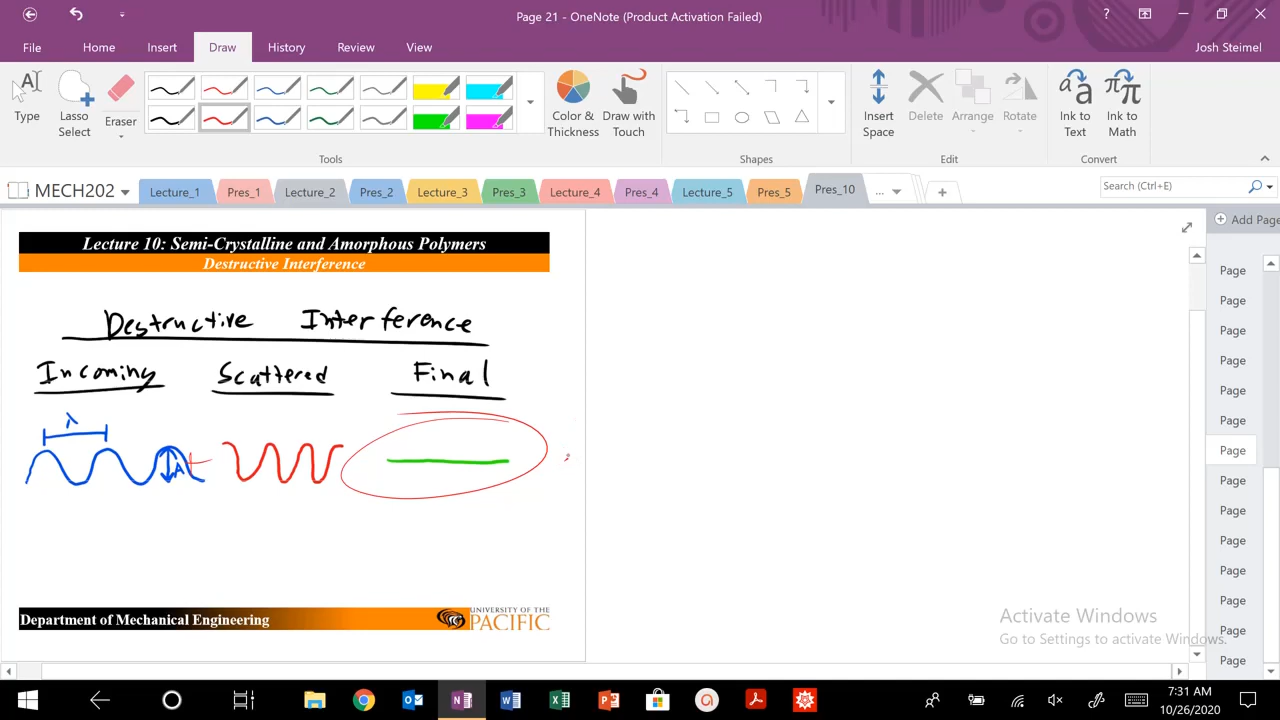 Page 21 - OneNote (Product Activation Failed)
?
File Home Insert Draw History Review View Josh Steimel
Type
Lasso Select
Eraser
Color & Thickness
Draw with Touch
Insert Space
Delete
Arrange
Rotate
Ink to Text
Ink to Math
Tools
Shapes
Edit
Convert
MECH202 Lecture_1 Pres_1 Lecture_2 Pres_2 Lecture_3 Pres_3 Lecture_4 Pres_4 Lecture_5 Pres_5 Pres_10 ... Search (Ctrl+E)
Add Page
Lecture 10: Semi-Crystalline and Amorphous Polymers
Destructive Interference
Destructive Interference
Incoming Scattered Final
λ
A
+
Page
Page
Page
Page
Page
Page
Page
Page
Page
Page
Page
Page
Page
Page
Department of Mechanical Engineering
UNIVERSITY OF THE
PACIFIC
Activate Windows
Go to Settings to activate Windows.
7:31 AM
10/26/2020